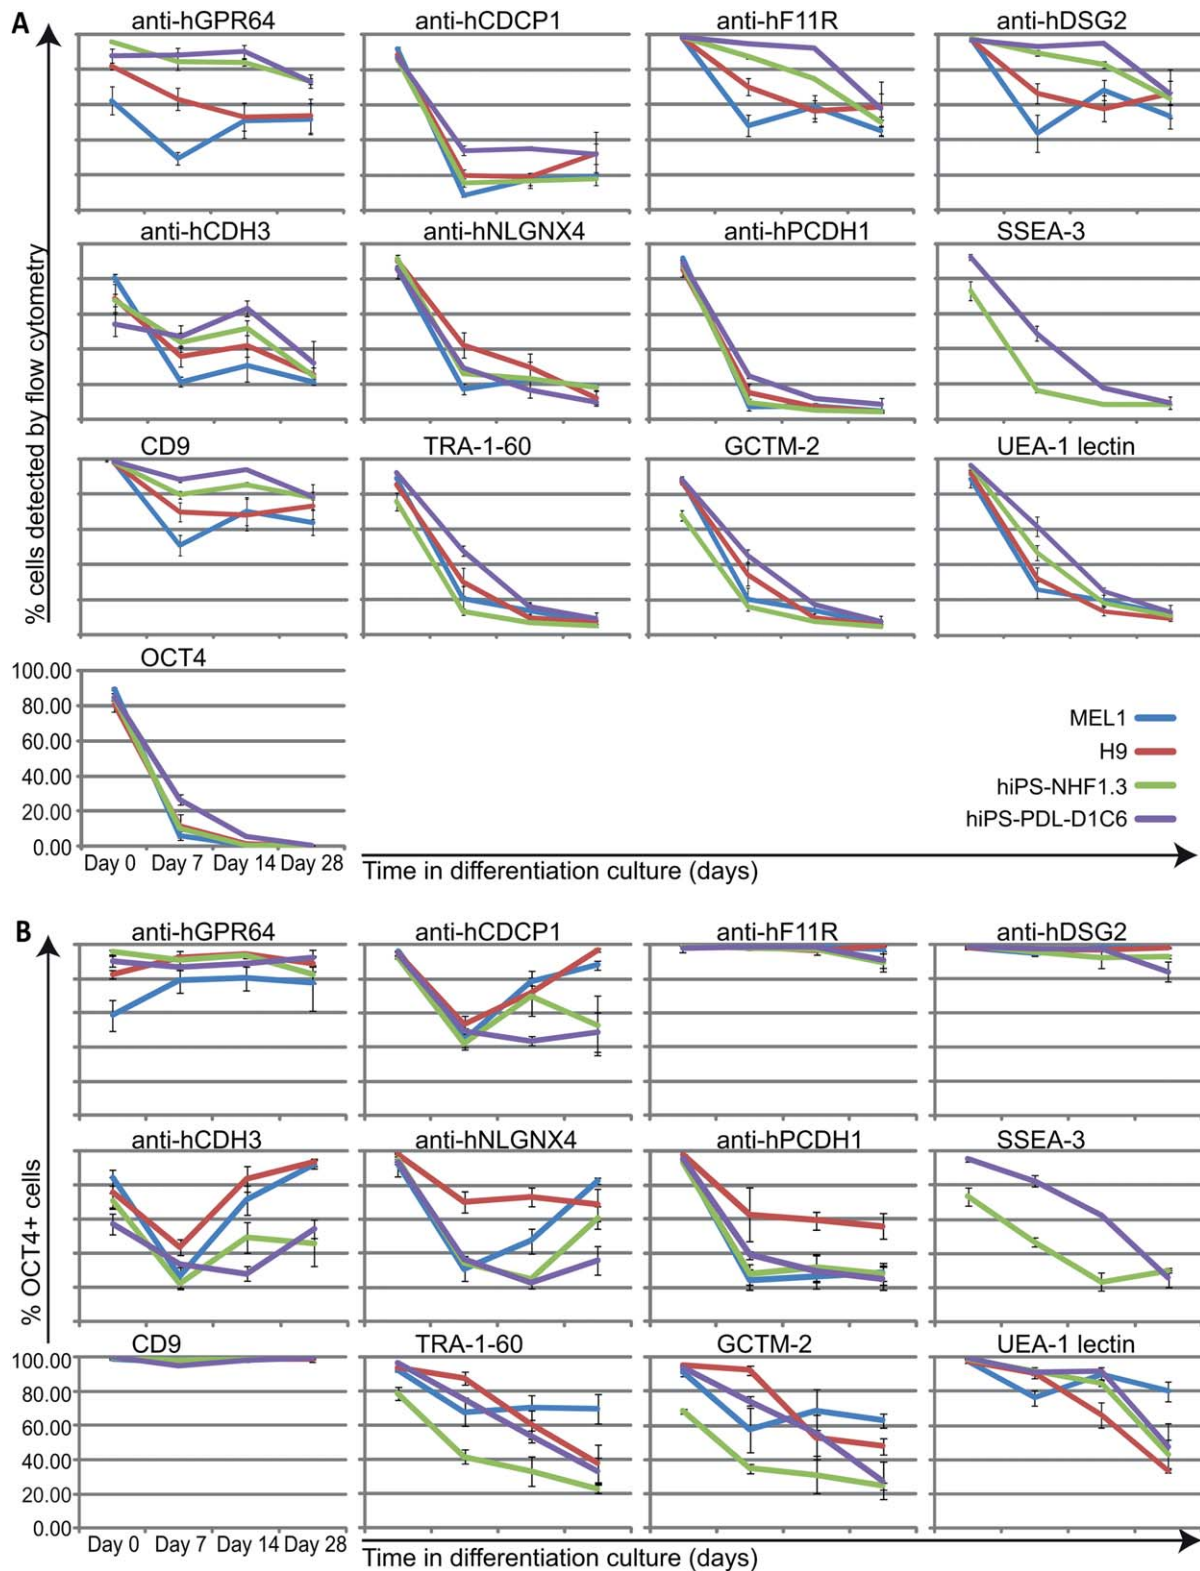 A
anti-hGPR64 anti-hCDCP1 anti-hF11R anti-hDSG2
% cells detected by flow cytometry
anti-hCDH3 anti-hNLGNX4 anti-hPCDH1 SSEA-3
CD9 TRA-1-60 GCTM-2 UEA-1 lectin
OCT4
100.00
80.00
60.00
40.00
20.00
0.00
Day 0 Day 7 Day 14 Day 28
MEL1
H9
hiPS-NHF1.3
hiPS-PDL-D1C6
Time in differentiation culture (days)
B
anti-hGPR64 anti-hCDCP1 anti-hF11R anti-hDSG2
% OCT4+ cells
anti-hCDH3 anti-hNLGNX4 anti-hPCDH1 SSEA-3
CD9 TRA-1-60 GCTM-2 UEA-1 lectin
100.00
80.00
60.00
40.00
20.00
0.00
Day 0 Day 7 Day 14 Day 28
Time in differentiation culture (days)